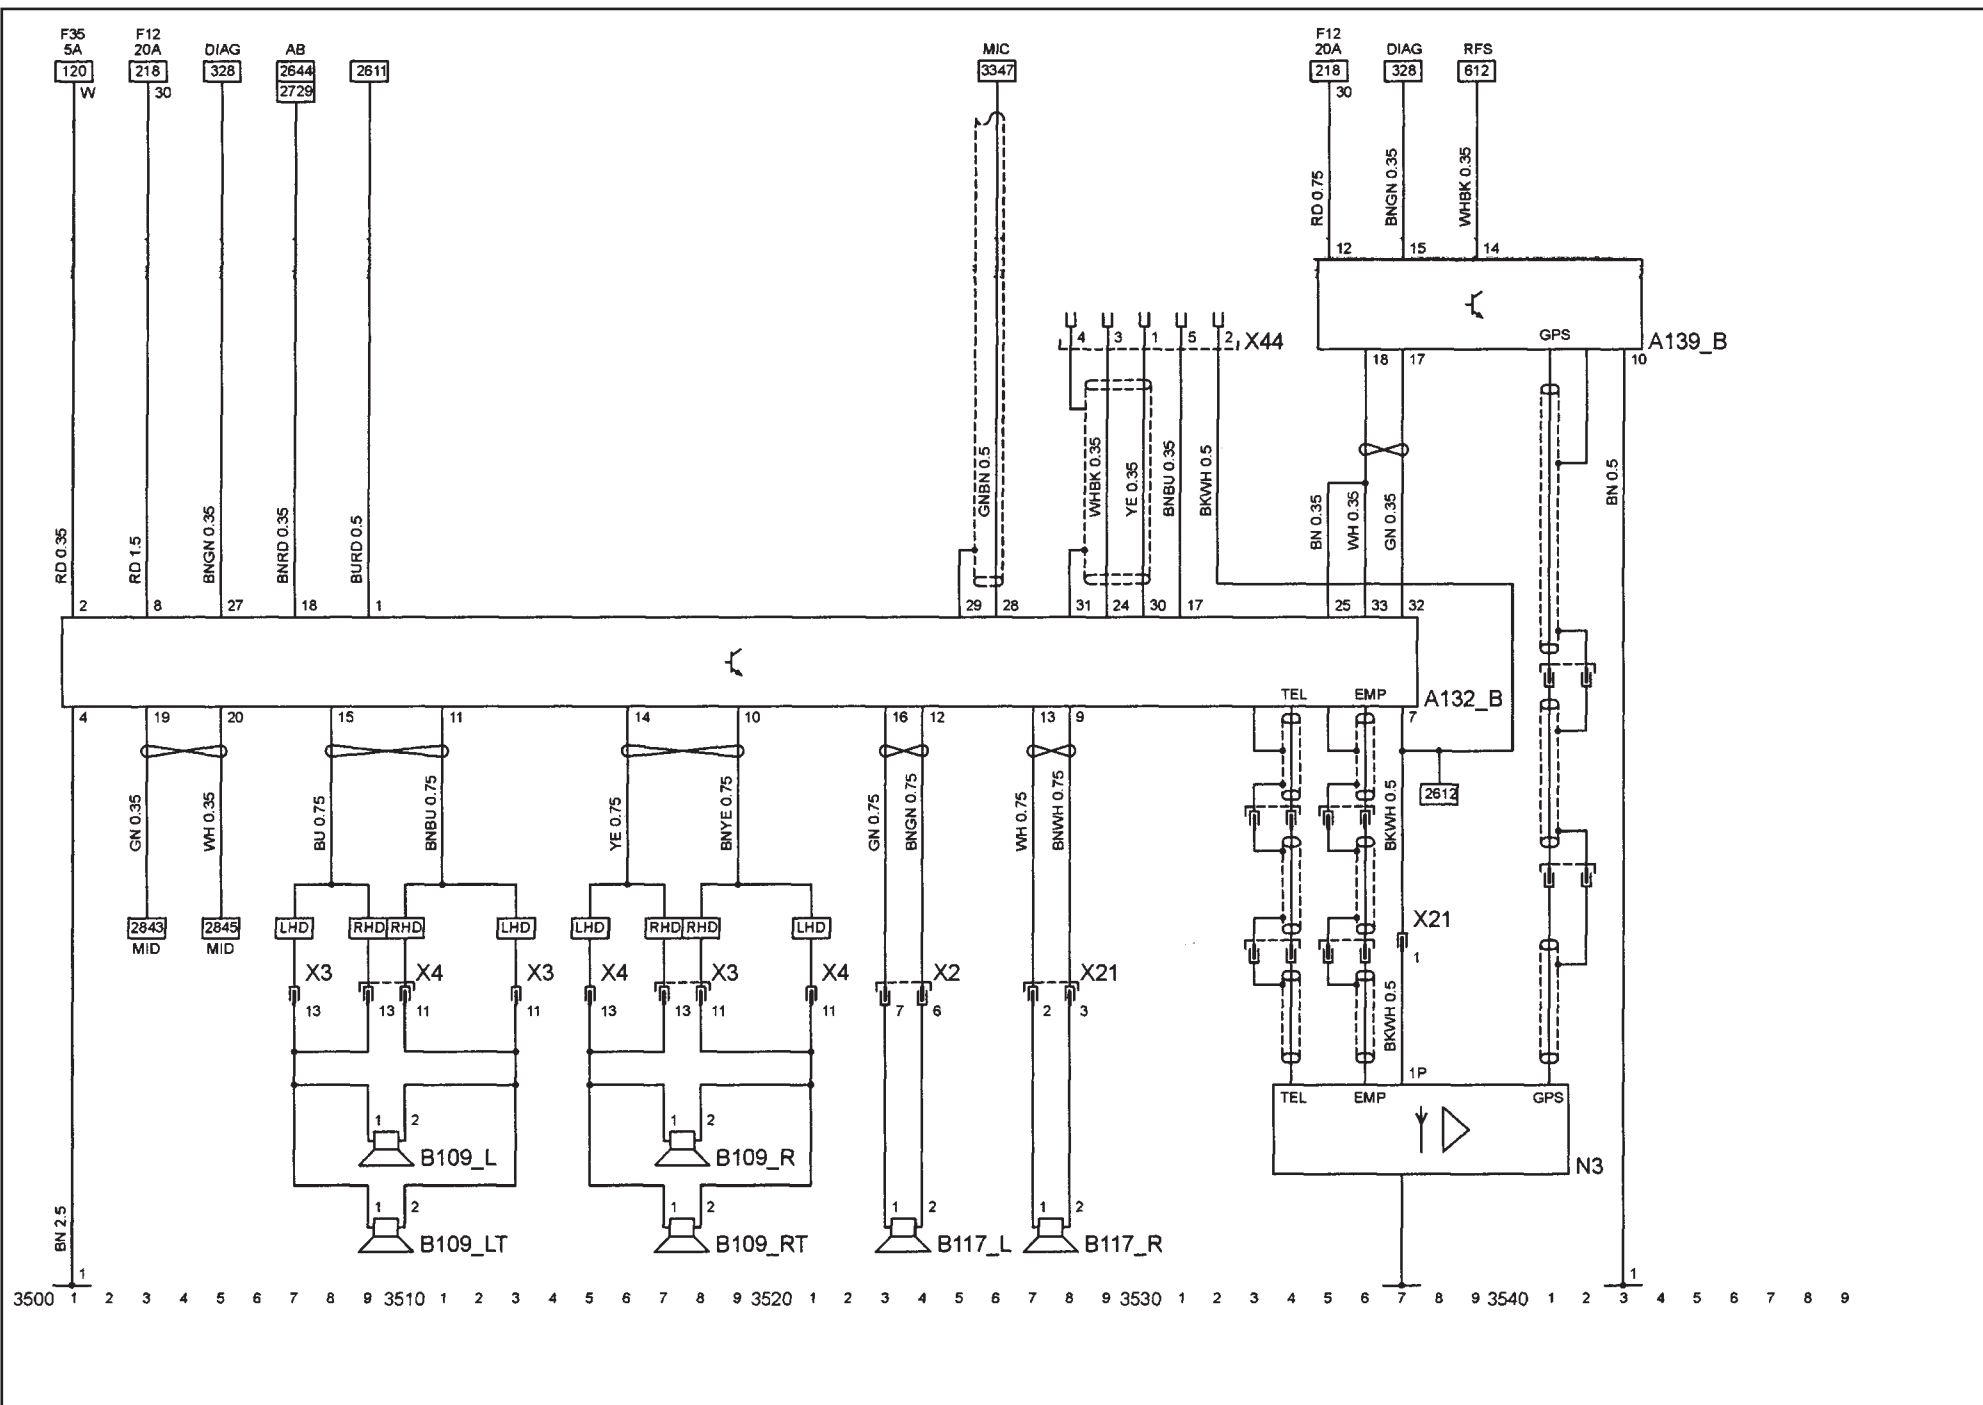 F35 F12 F12
5A 20A DIAG AB MIC 20A DIAG RFS
120 218 328 2644 2611 3347 218 328 612
W 30 2729 30
RD 0.75 BNGN 0.35 WHBK 0.35
12 15 14
GPS
4 3 1 5 2 X44 A139_B
18 17 10
GNBN 0.5 WHBK 0.35 YE 0.35 BNBU 0.35 BKWH 0.5 BN 0.5
RD 0.35 RD 1.5 BNGN 0.35 BNRD 0.35 BURD 0.5 BN 0.35 WH 0.35 GN 0.35
2 8 27 18 1 29 28 31 24 30 17 25 33 32
TEL EMP A132_B
4 19 20 15 11 14 10 16 12 13 9 7
GN 0.35 WH 0.35 BU 0.75 BNBU 0.75 YE 0.75 BNYE 0.75 GN 0.75 BNGN 0.75 WH 0.75 BNWH 0.75 BKWH 0.5 2612
2843 2845 LHD RHD RHD LHD LHD RHD RHD LHD X21
MID MID 1
X3 X4 X3 X4 X3 X4 X2 X21
13 13 11 11 13 13 11 11 7 6 2 3
BKWH 0.5
1P
TEL EMP GPS
1 2 1 2
B109_L B109_R N3
1 2 1 2 1 2 1 2
BN 2.5 B109_LT B109_RT B117_L B117_R
1 1
3500 1 2 3 4 5 6 7 8 9 3510 1 2 3 4 5 6 7 8 9 3520 1 2 3 4 5 6 7 8 9 3530 1 2 3 4 5 6 7 8 9 3540 1 2 3 4 5 6 7 8 9